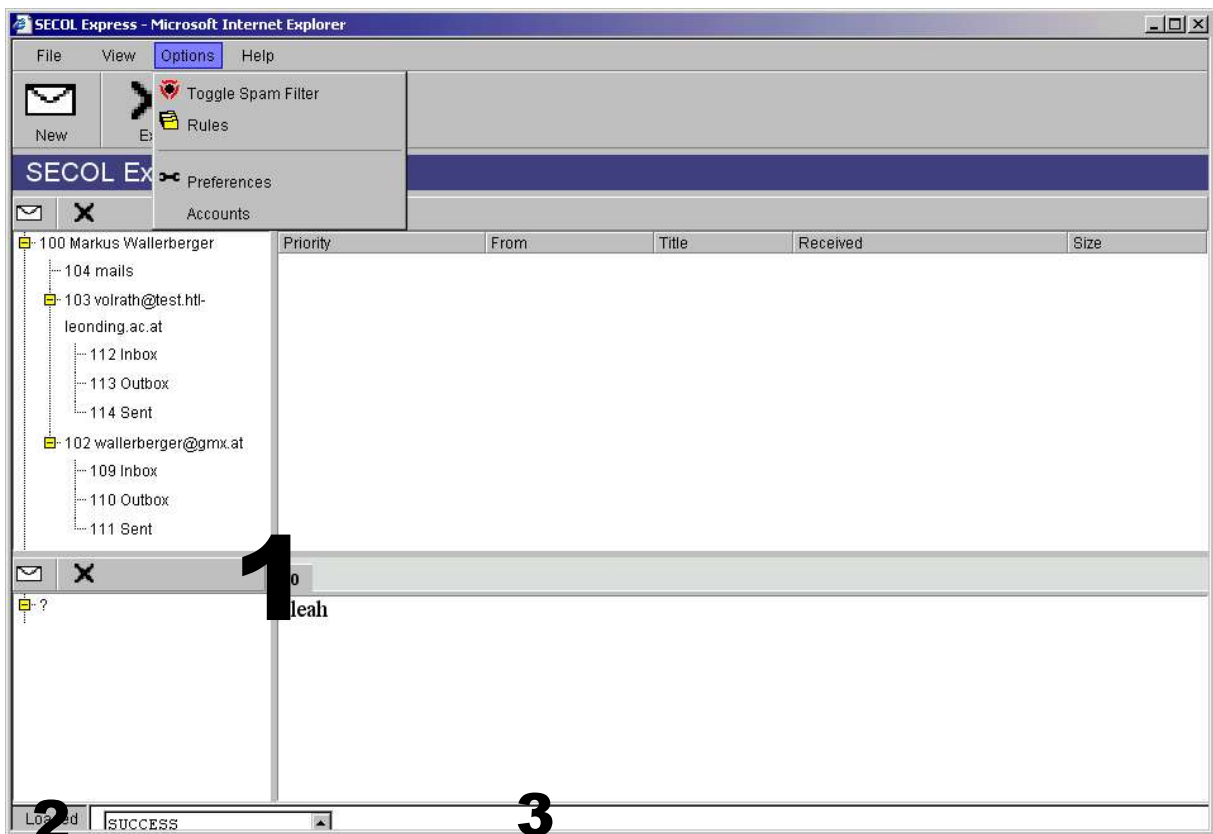 SECOL Express - Microsoft Internet Explorer
File View Options Help
Toggle Spam Filter
Rules
Preferences
Accounts
New
SECOL Ex
100 Markus Wallerberger
104 mails
103 volrath@test.htl-
leonding.ac.at
112 Inbox
113 Outbox
114 Sent
102 wallerberger@gmx.at
109 Inbox
110 Outbox
111 Sent
Priority From Title Received Size
1
?
leah
2
3
SUCCESS